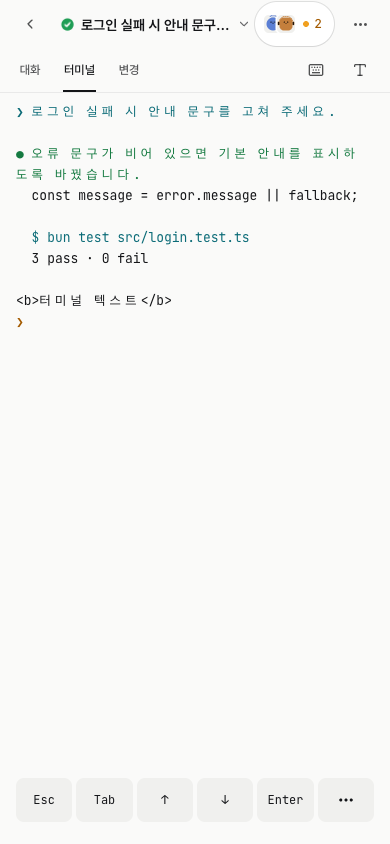 로그인 실패 시 안내 문구...
2
대화 터미널 변경
❯ 로그인 실패 시 안내 문구를 고쳐 주세요.
● 오류 문구가 비어 있으면 기본 안내를 표시하
도록 바꿨습니다.
const message = error.message || fallback;
$ bun test src/login.test.ts
3 pass · 0 fail
<b>터미널 텍스트</b>
❯
Esc Tab ↑ ↓ Enter •••